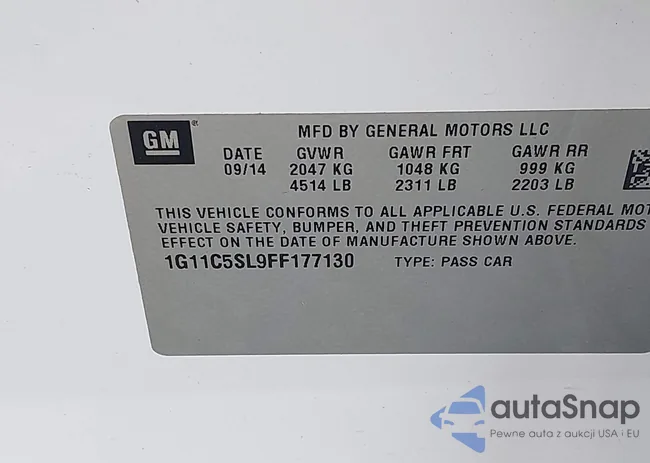 GM
MFD BY GENERAL MOTORS LLC
DATE GVWR GAWR FRT GAWR RR
09/14 2047 KG 1048 KG 999 KG
4514 LB 2311 LB 2203 LB
THIS VEHICLE CONFORMS TO ALL APPLICABLE U.S. FEDERAL MOT
VEHICLE SAFETY, BUMPER, AND THEFT PREVENTION STANDARDS
EFFECT ON THE DATE OF MANUFACTURE SHOWN ABOVE.
1G11C5SL9FF177130 TYPE: PASS CAR
autaSnap
Pewne auta z aukcji USA i EU